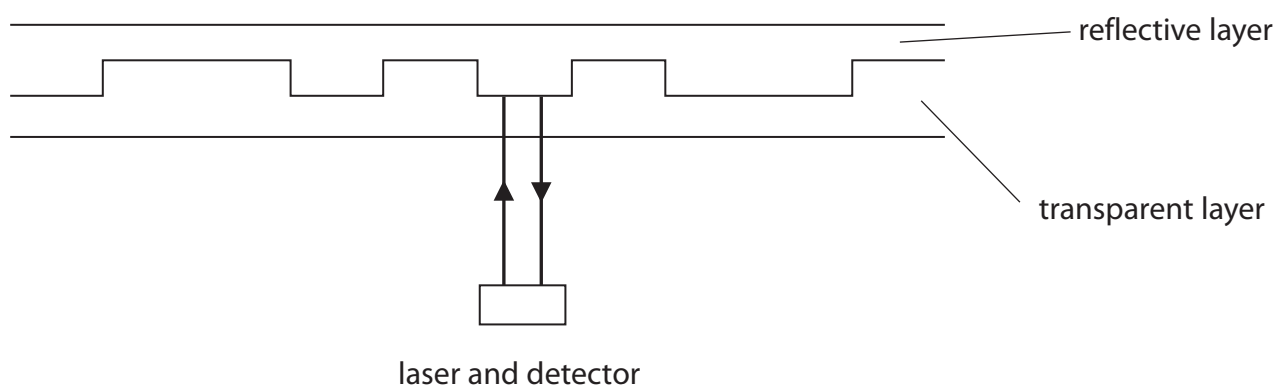 reflective layer
transparent layer
laser and detector